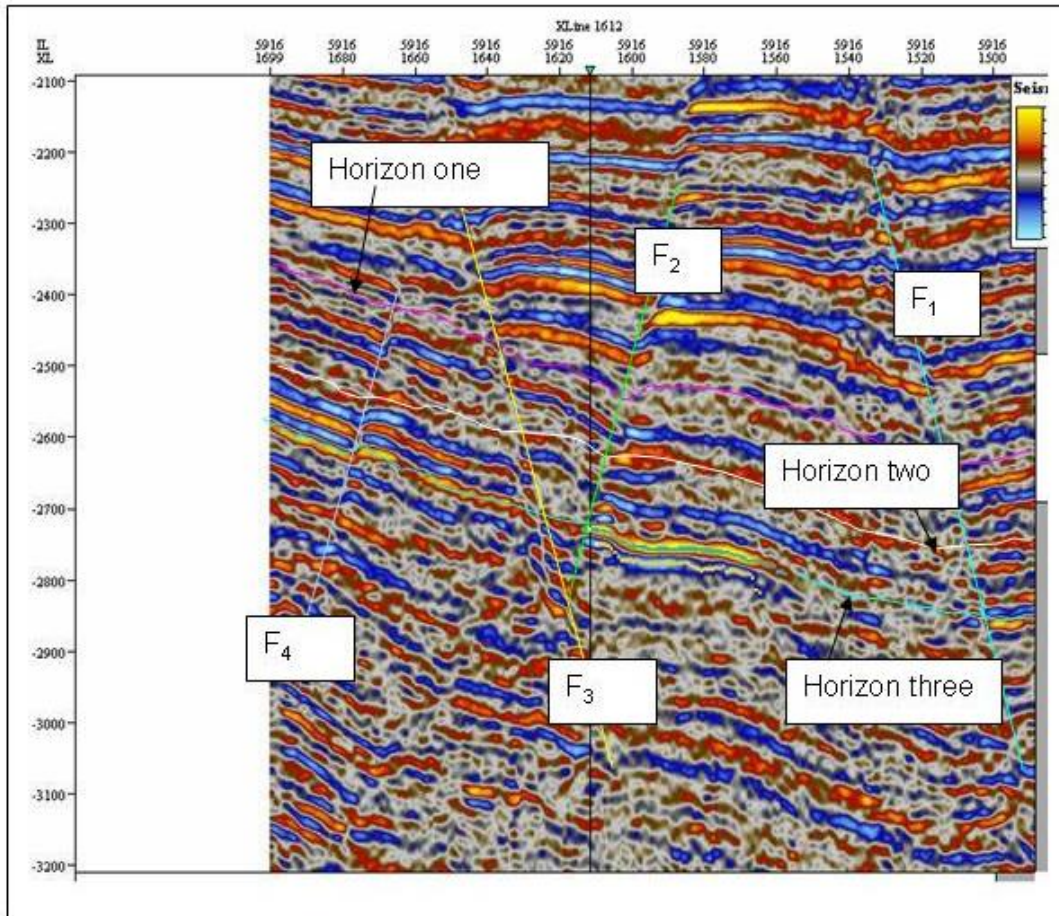 XLine 1612
IL 5916 5916 5916 5916 5916 5916 5916 5916 5916 5916 5916
XL 1699 1680 1660 1640 1620 1600 1580 1560 1540 1520 1500
-2100
Seisr
-2200
Horizon one
-2300
F2
F1
-2400
-2500
-2600
Horizon two
-2700
-2800
-2900
F4
Horizon three
F3
-3000
-3100
-3200